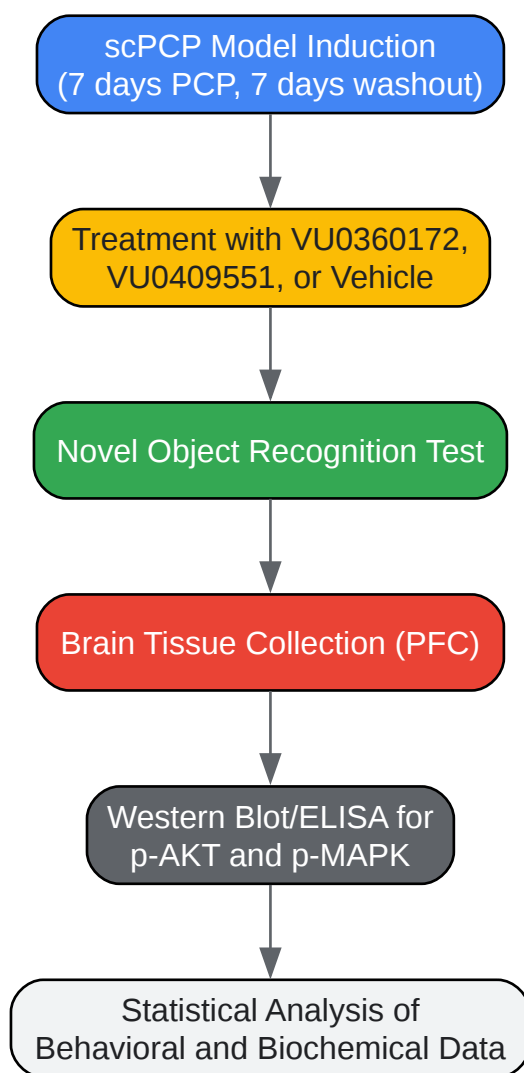 scPCP Model Induction
(7 days PCP, 7 days washout)
Treatment with VU0360172,
VU0409551, or Vehicle
Novel Object Recognition Test
Brain Tissue Collection (PFC)
Western Blot/ELISA for
p-AKT and p-MAPK
Statistical Analysis of
Behavioral and Biochemical Data